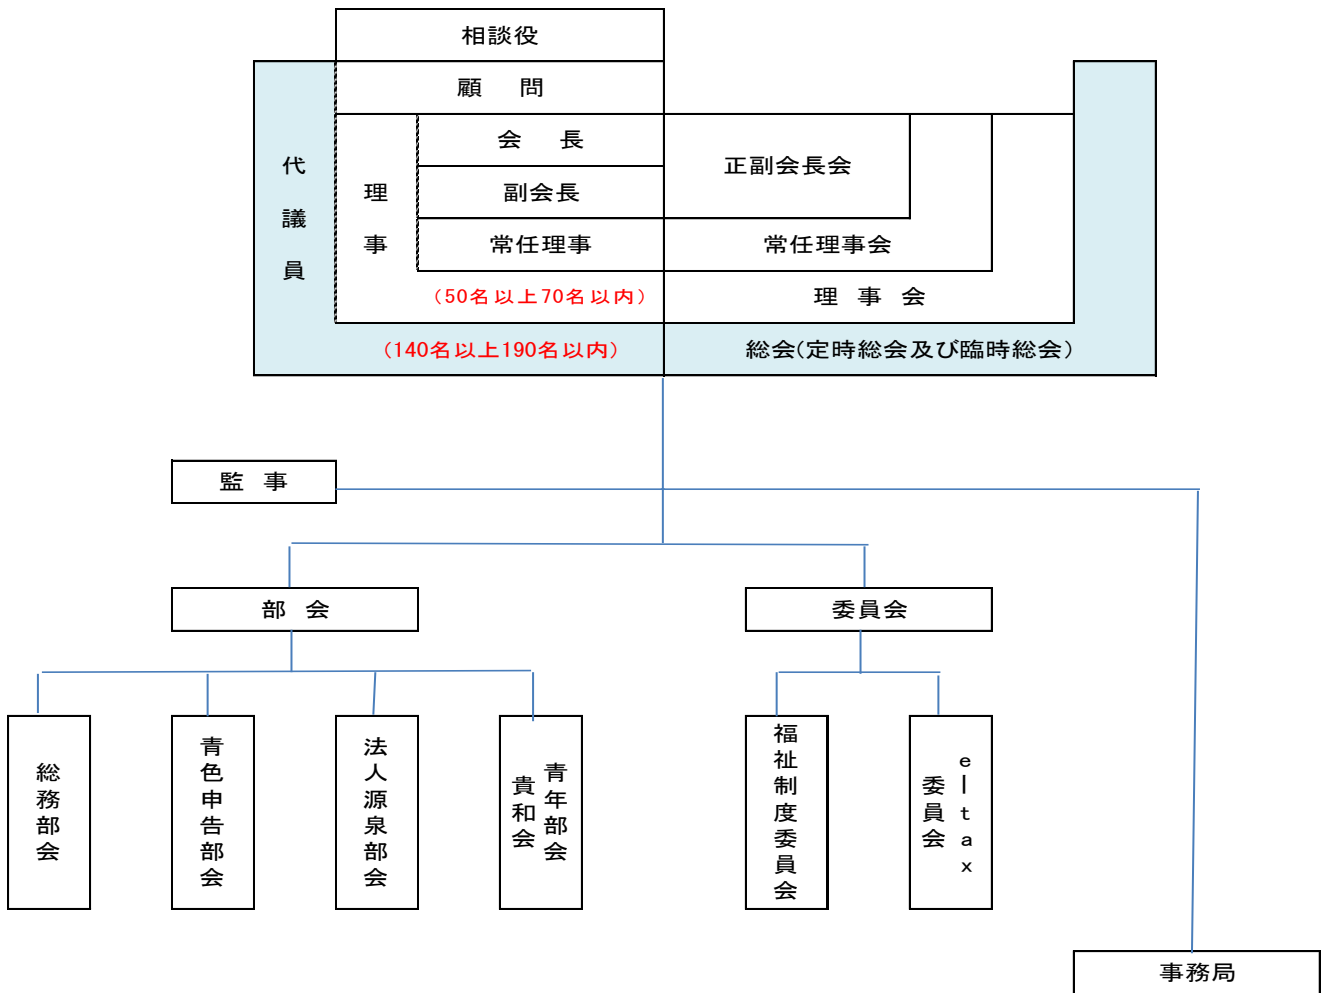 相談役
顧　問
代議員
理事
会　長
副会長
正副会長会
常任理事
常任理事会
（50名以上70名以内）
理　事　会
（140名以上190名以内）
総会（定時総会及び臨時総会）
監　事
部　会
委員会
総務部会
青色申告部会
法人源泉部会
青年部会
貴和会
福祉制度委員会
e－tax
委員会
事務局